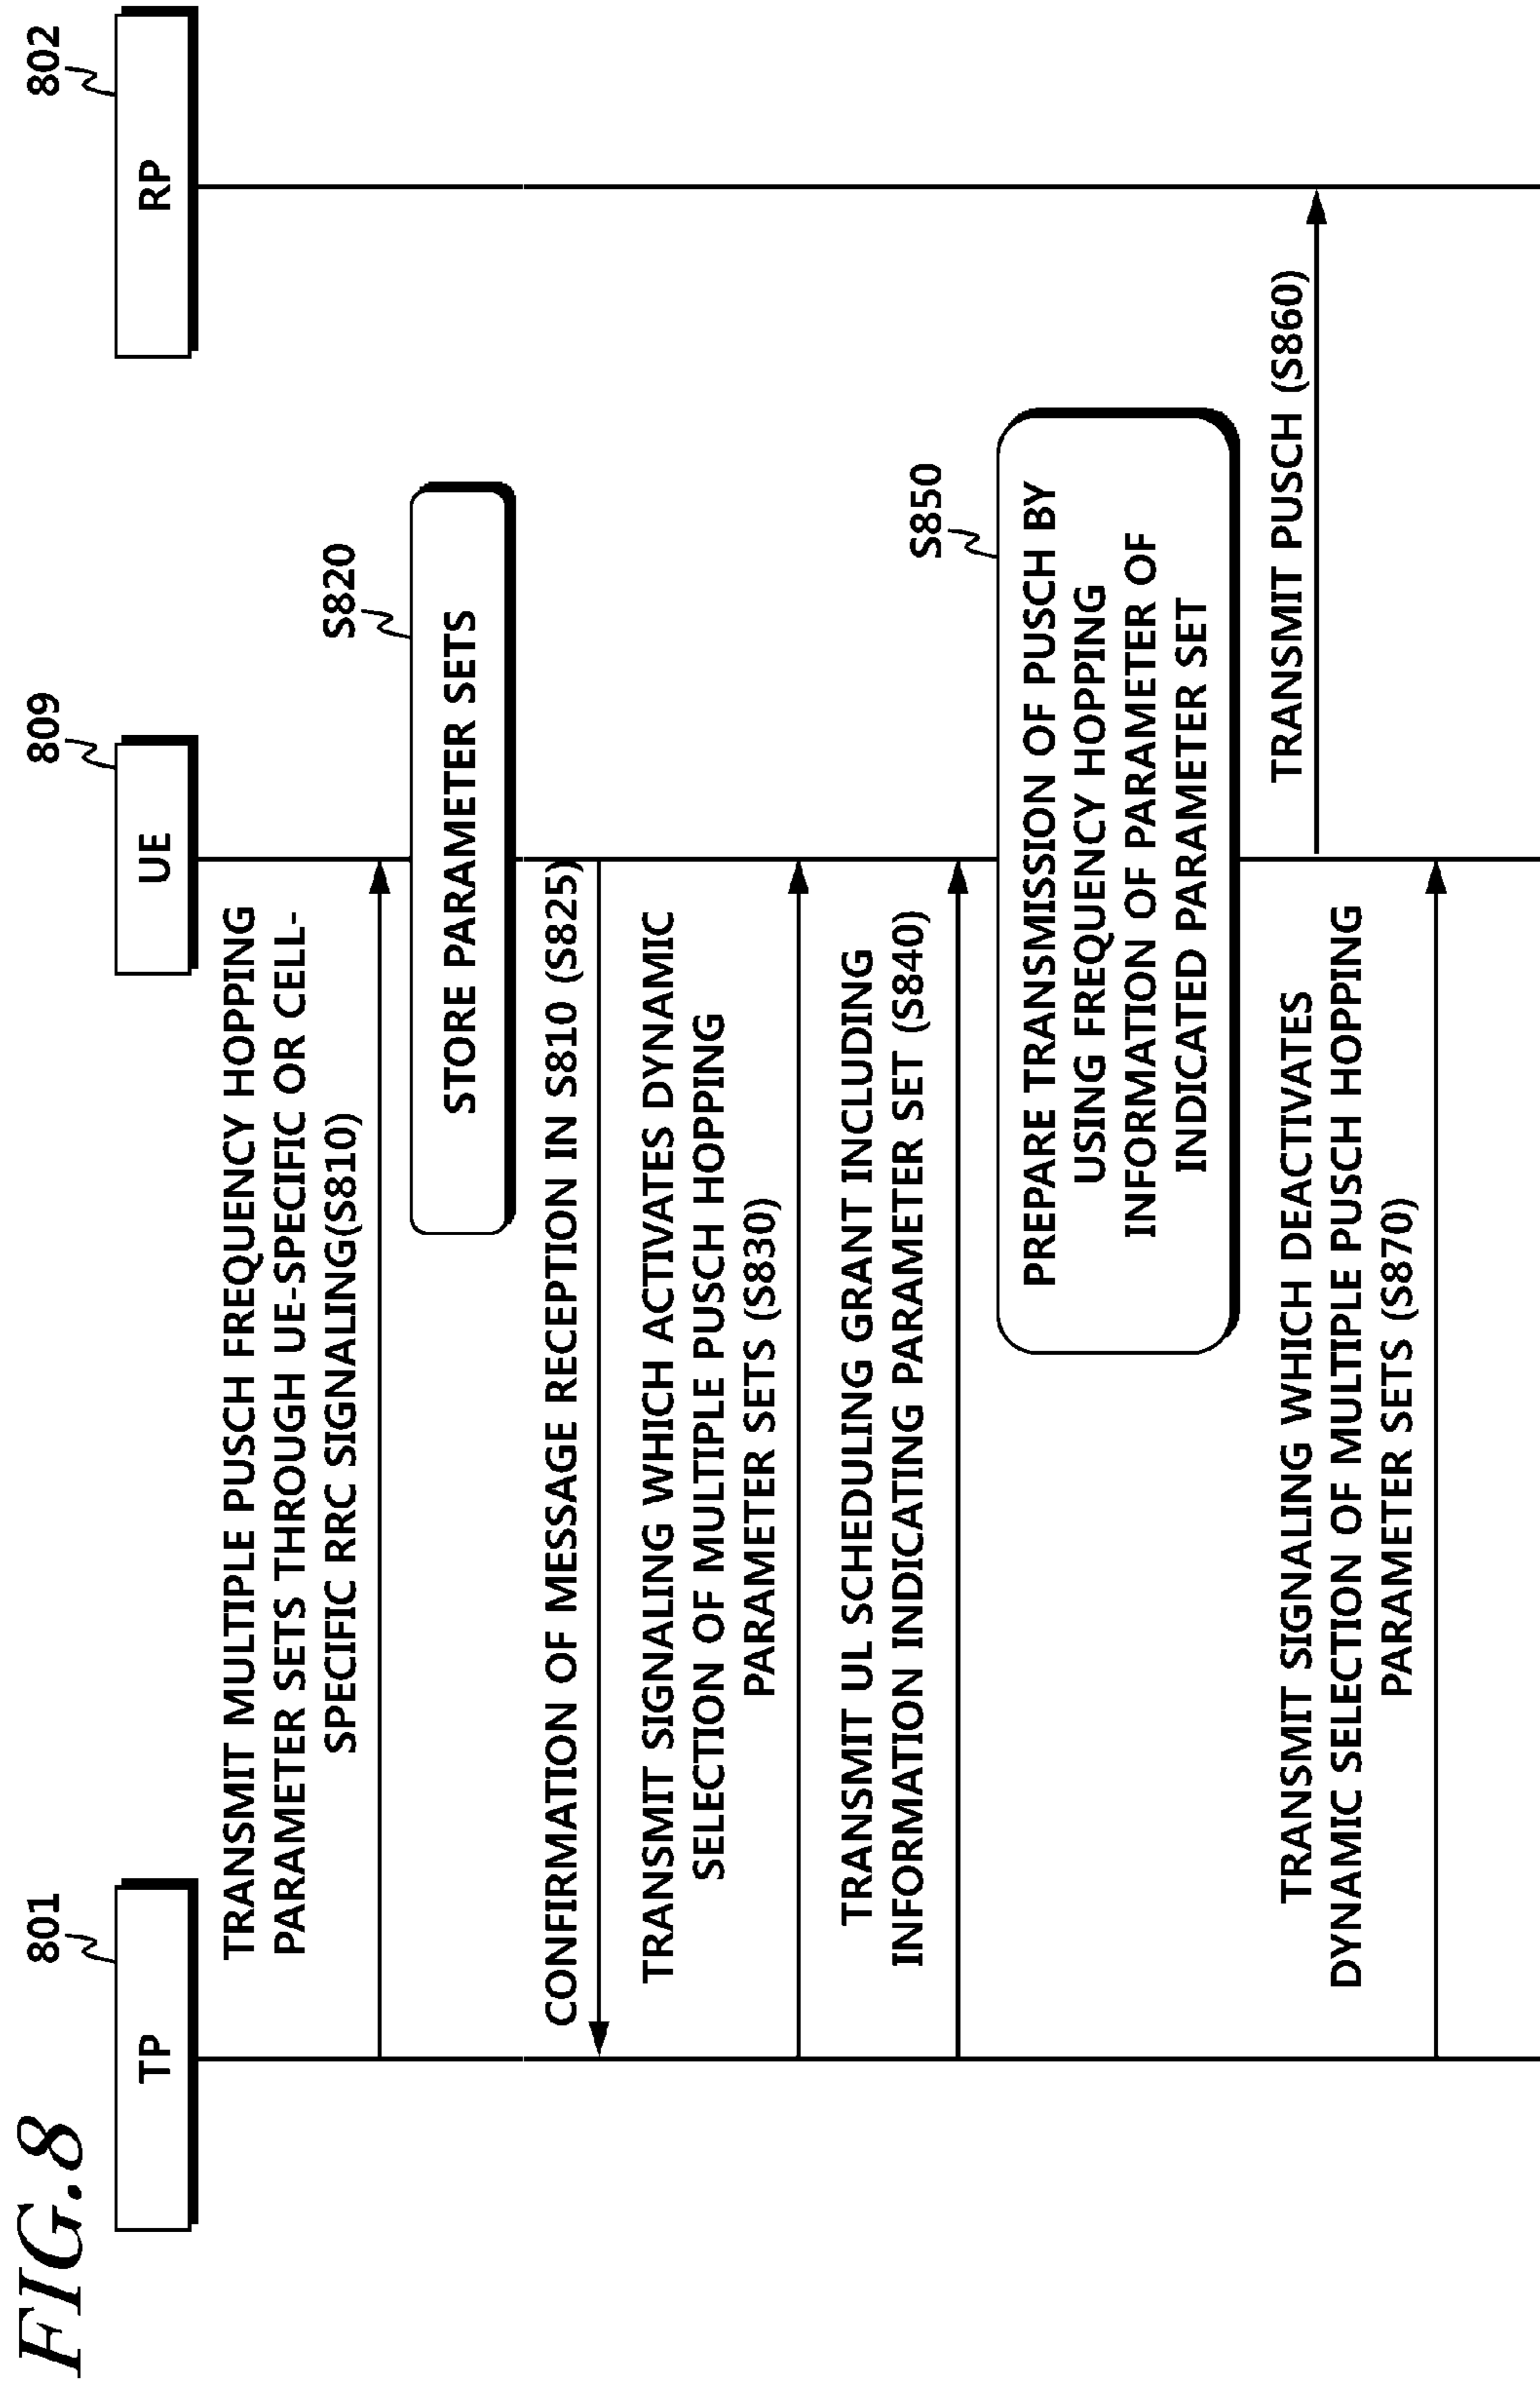 FIG.8
801
809
802
TP
UE
RP
TRANSMIT MULTIPLE PUSCH FREQUENCY HOPPING
PARAMETER SETS THROUGH UE-SPECIFIC OR CELL-
SPECIFIC RRC SIGNALING(S810)
S820
STORE PARAMETER SETS
CONFIRMATION OF MESSAGE RECEPTION IN S810 (S825)
TRANSMIT SIGNALING WHICH ACTIVATES DYNAMIC
SELECTION OF MULTIPLE PUSCH HOPPING
PARAMETER SETS (S830)
TRANSMIT UL SCHEDULING GRANT INCLUDING
INFORMATION INDICATING PARAMETER SET (S840)
S850
PREPARE TRANSMISSION OF PUSCH BY
USING FREQUENCY HOPPING
INFORMATION OF PARAMETER OF
INDICATED PARAMETER SET
TRANSMIT PUSCH (S860)
TRANSMIT SIGNALING WHICH DEACTIVATES
DYNAMIC SELECTION OF MULTIPLE PUSCH HOPPING
PARAMETER SETS (S870)